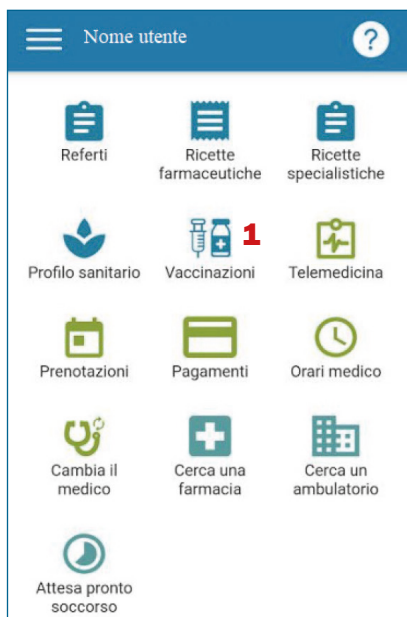 Nome utente
?
Referti
Ricette
farmaceutiche
Ricette
specialistiche
Profilo sanitario
Vaccinazioni
1
Telemedicina
Prenotazioni
Pagamenti
Orari medico
Cambia il
medico
Cerca una
farmacia
Cerca un
ambulatorio
Attesa pronto
soccorso